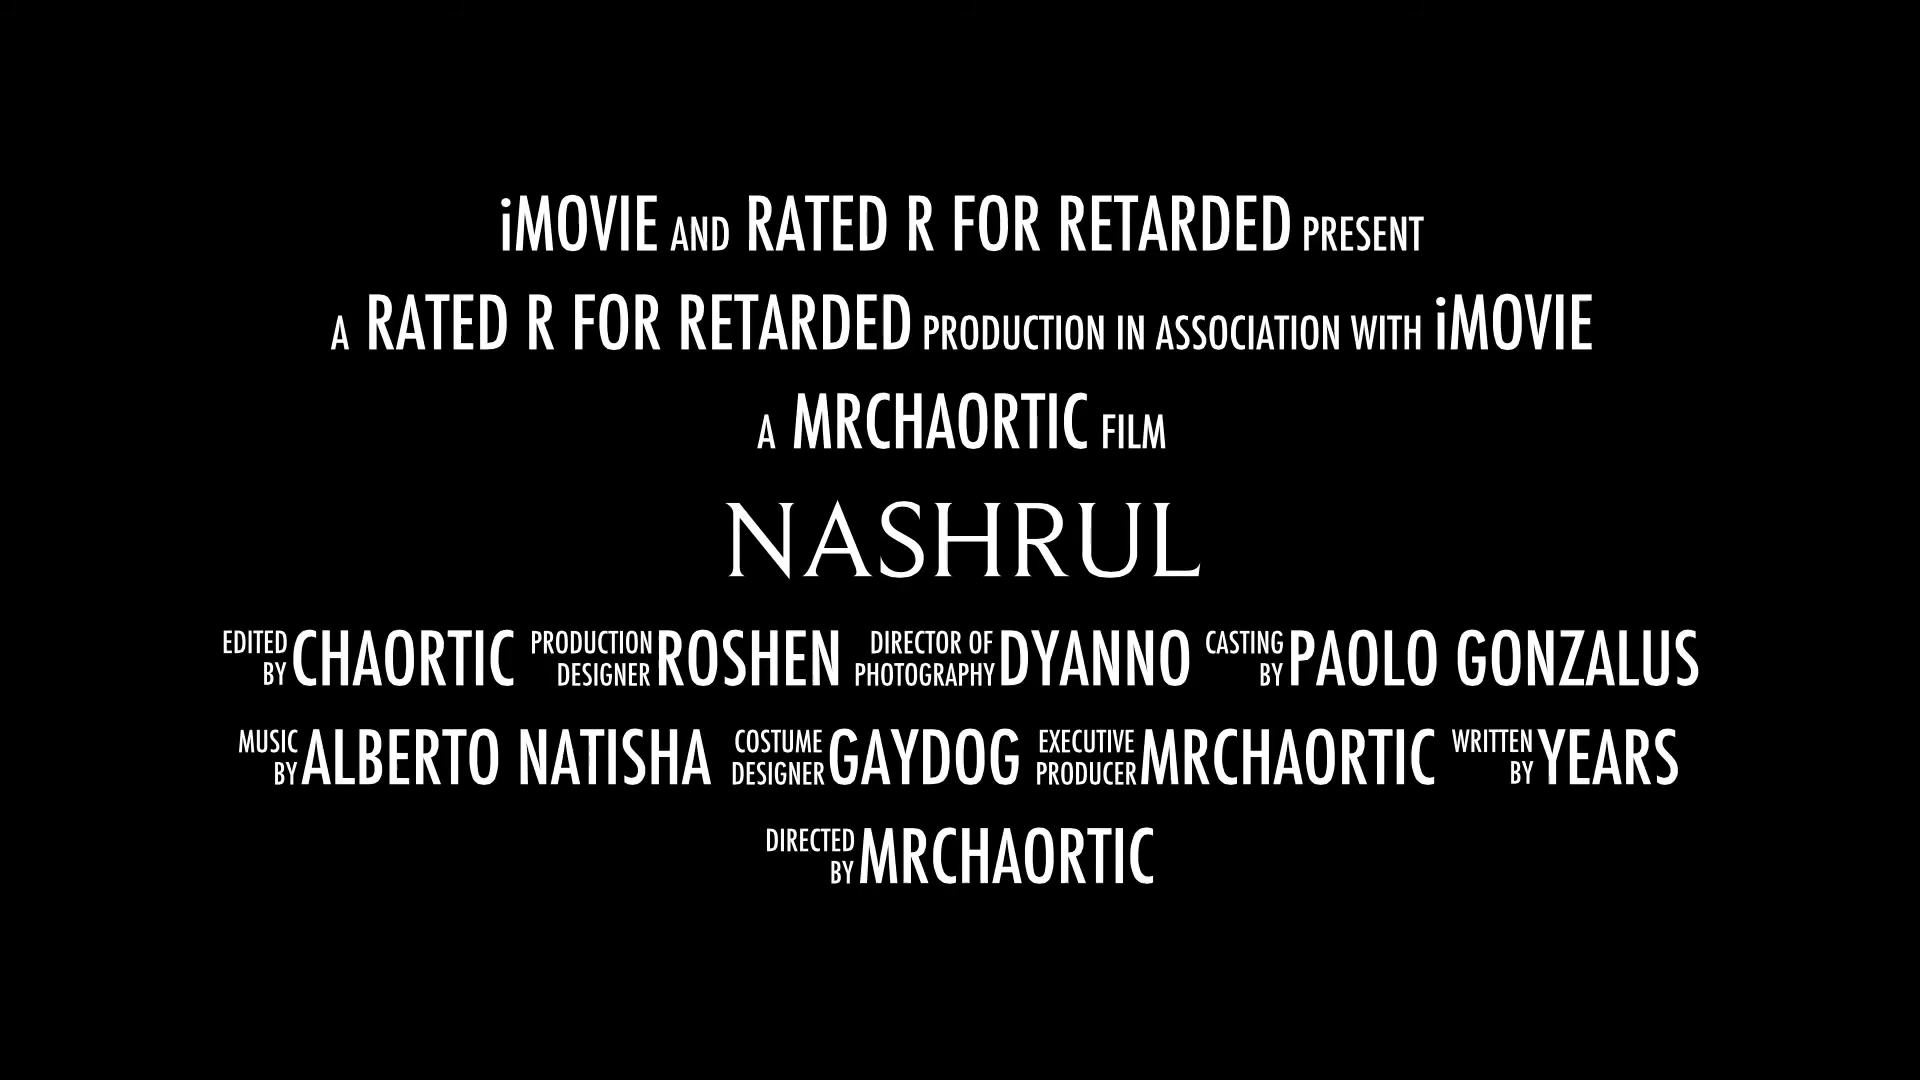 iMOVIE AND RATED R FOR RETARDED PRESENT
A RATED R FOR RETARDED PRODUCTION IN ASSOCIATION WITH iMOVIE
A MRCHAORTIC FILM
NASHRUL
EDITED BY CHAORTIC PRODUCTION DESIGNER ROSHEN DIRECTOR OF PHOTOGRAPHY DYANNO CASTING BY PAOLO GONZALUS
MUSIC BY ALBERTO NATISHA COSTUME DESIGNER GAYDOG EXECUTIVE PRODUCER MRCHAORTIC WRITTEN BY YEARS
DIRECTED BY MRCHAORTIC